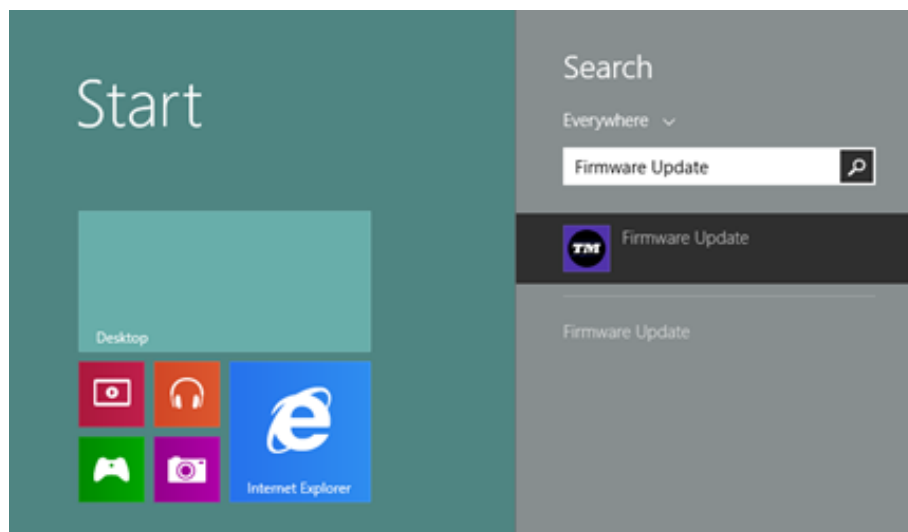 Start
Desktop
Internet Explorer
Search
Everywhere
Firmware Update
TM
Firmware Update
Firmware Update